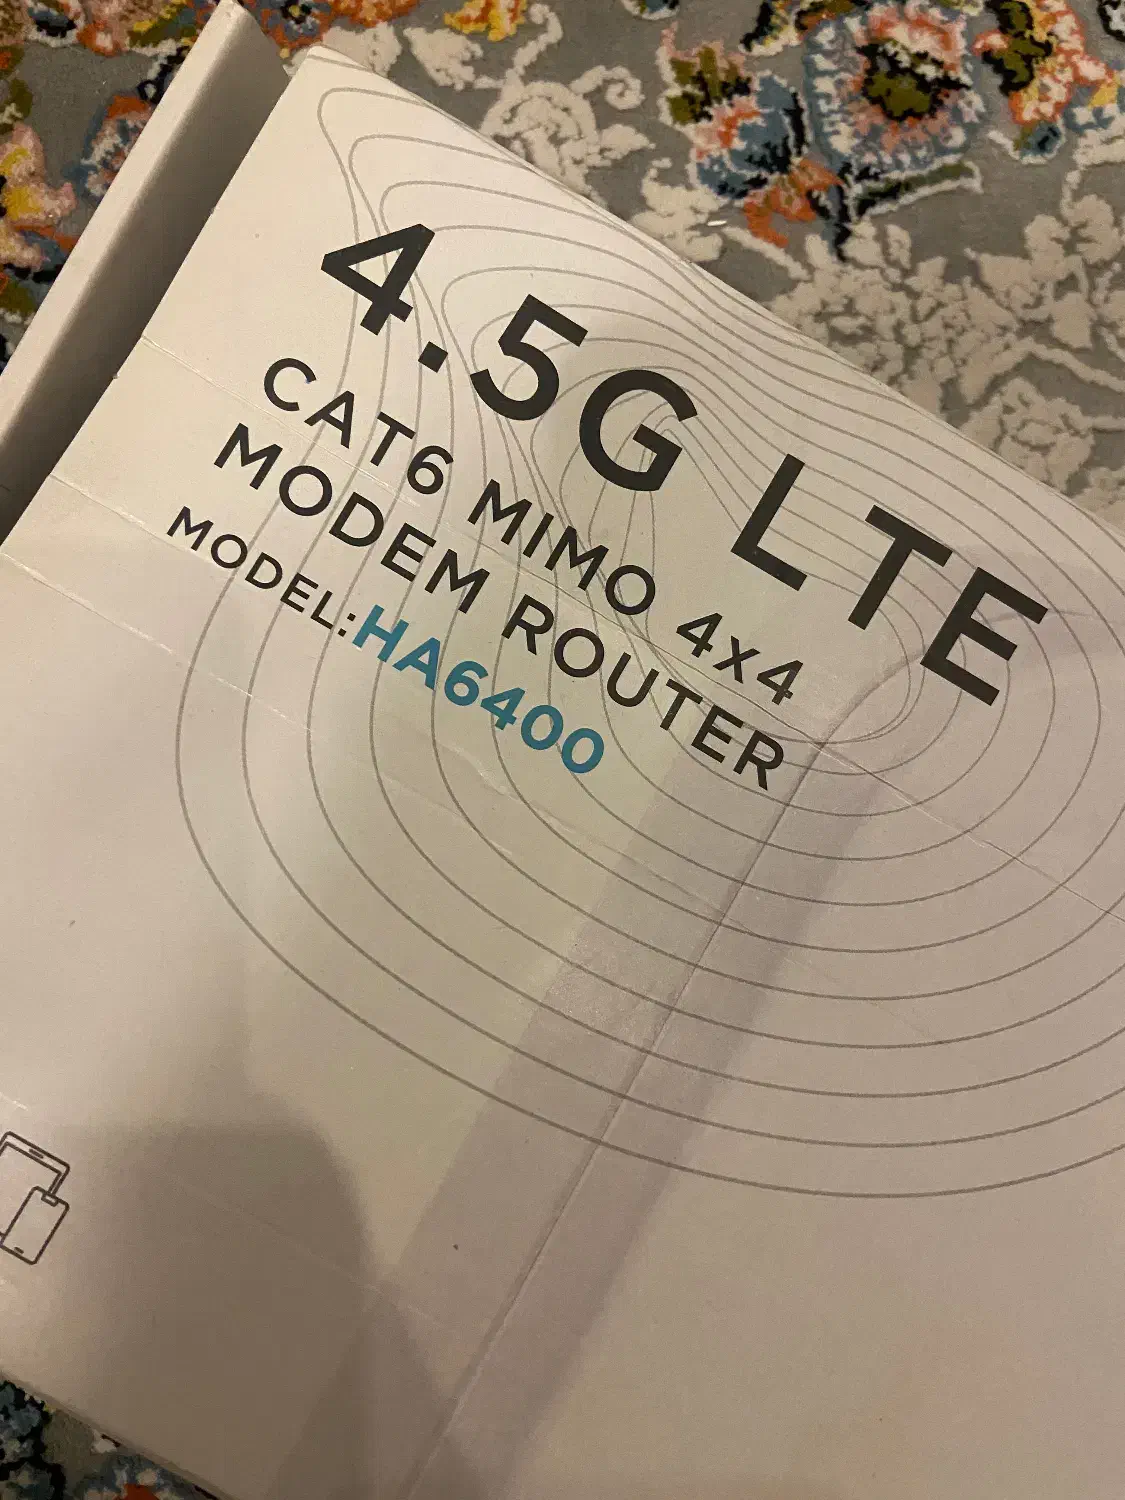 4.5G LTE
CAT6 MIMO 4x4
MODEM ROUTER
MODEL:HA6400